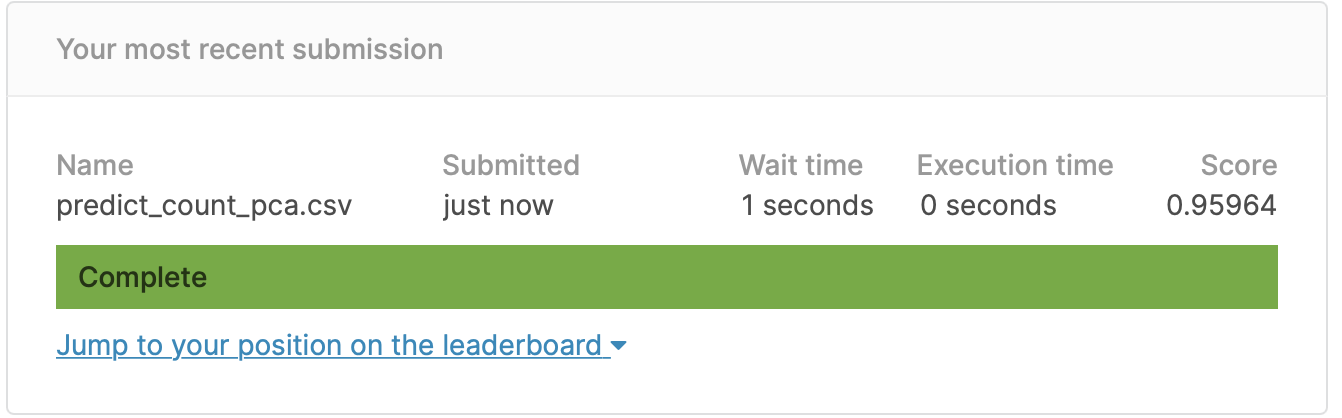 Your most recent submission
Name Submitted Wait time Execution time Score
predict_count_pca.csv just now 1 seconds 0 seconds 0.95964
Complete
Jump to your position on the leaderboard